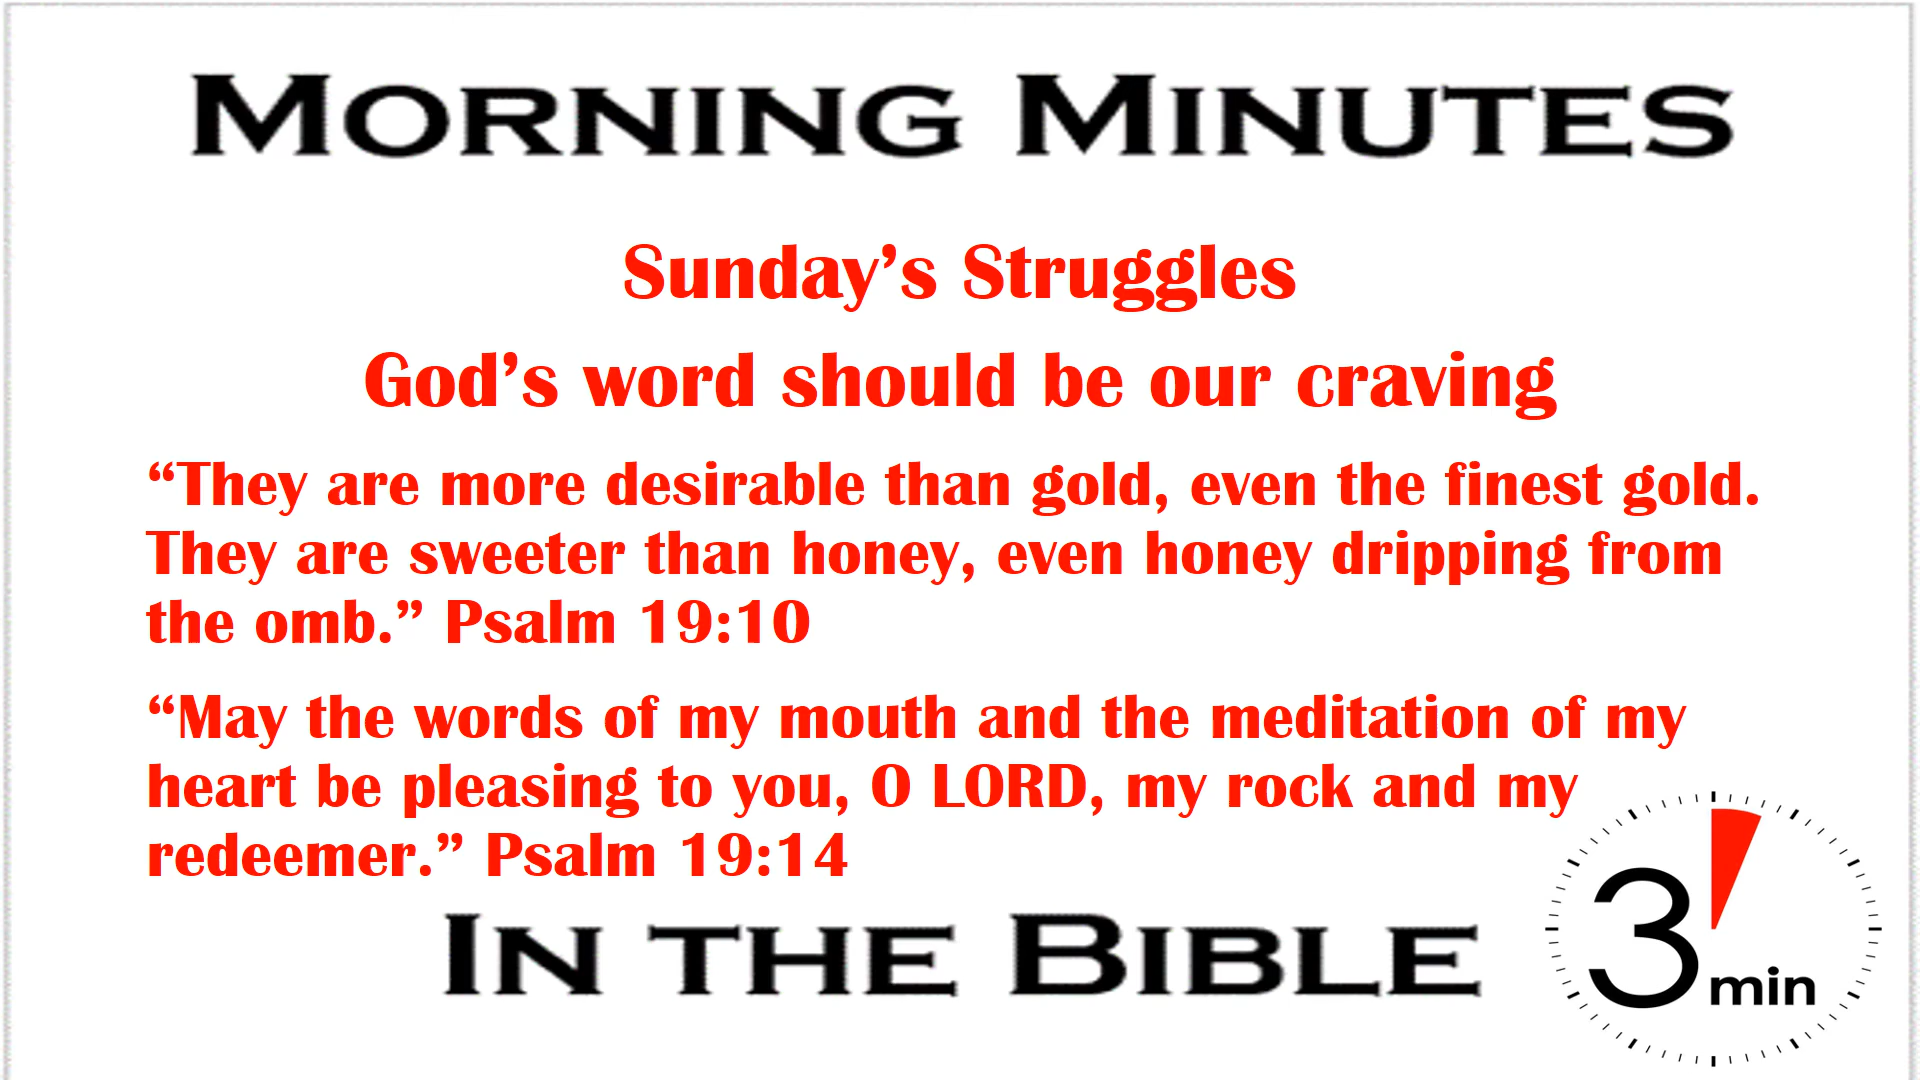 MORNING MINUTES
Sunday’s Struggles
God’s word should be our craving
“They are more desirable than gold, even the finest gold.
They are sweeter than honey, even honey dripping from
the omb.” Psalm 19:10
“May the words of my mouth and the meditation of my
heart be pleasing to you, O LORD, my rock and my
redeemer.” Psalm 19:14
IN THE BIBLE
3 min